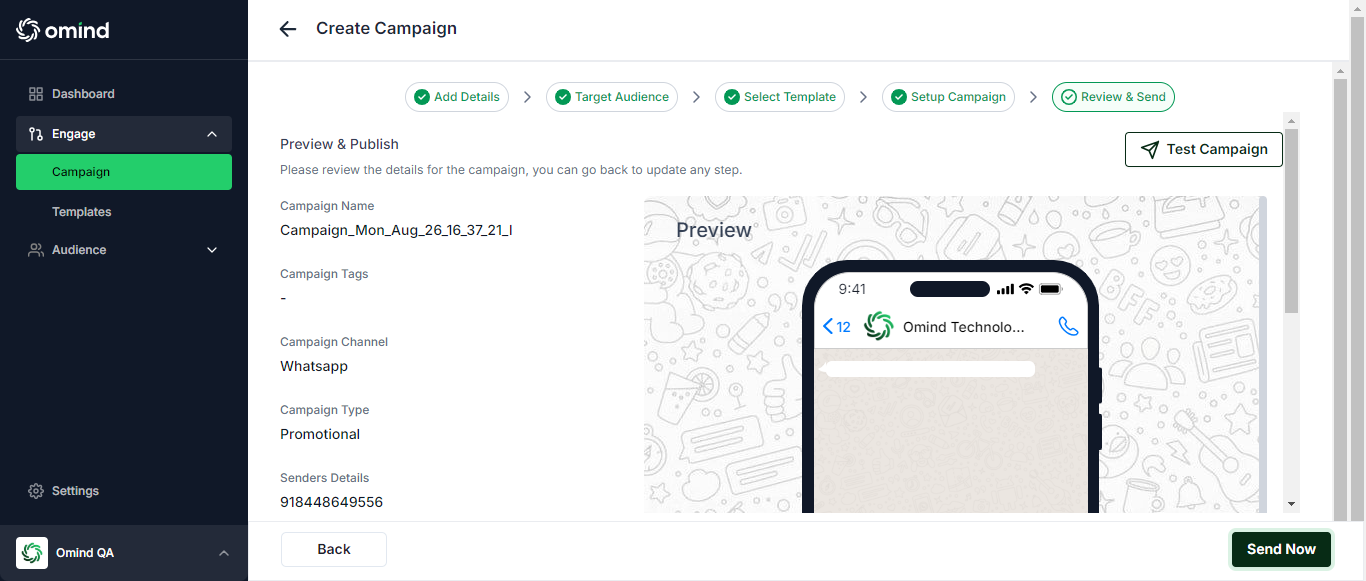 omind
Create Campaign
Dashboard
Engage
Campaign
Templates
Audience
Settings
Omind QA
Add Details
Target Audience
Select Template
Setup Campaign
Review & Send
Preview & Publish
Please review the details for the campaign, you can go back to update any step.
Test Campaign
Campaign Name
Campaign_Mon_Aug_26_16_37_21_I
Campaign Tags
-
Campaign Channel
Whatsapp
Campaign Type
Promotional
Senders Details
918448649556
Preview
9:41
12
Omind Technolo...
BFF
Back
Send Now